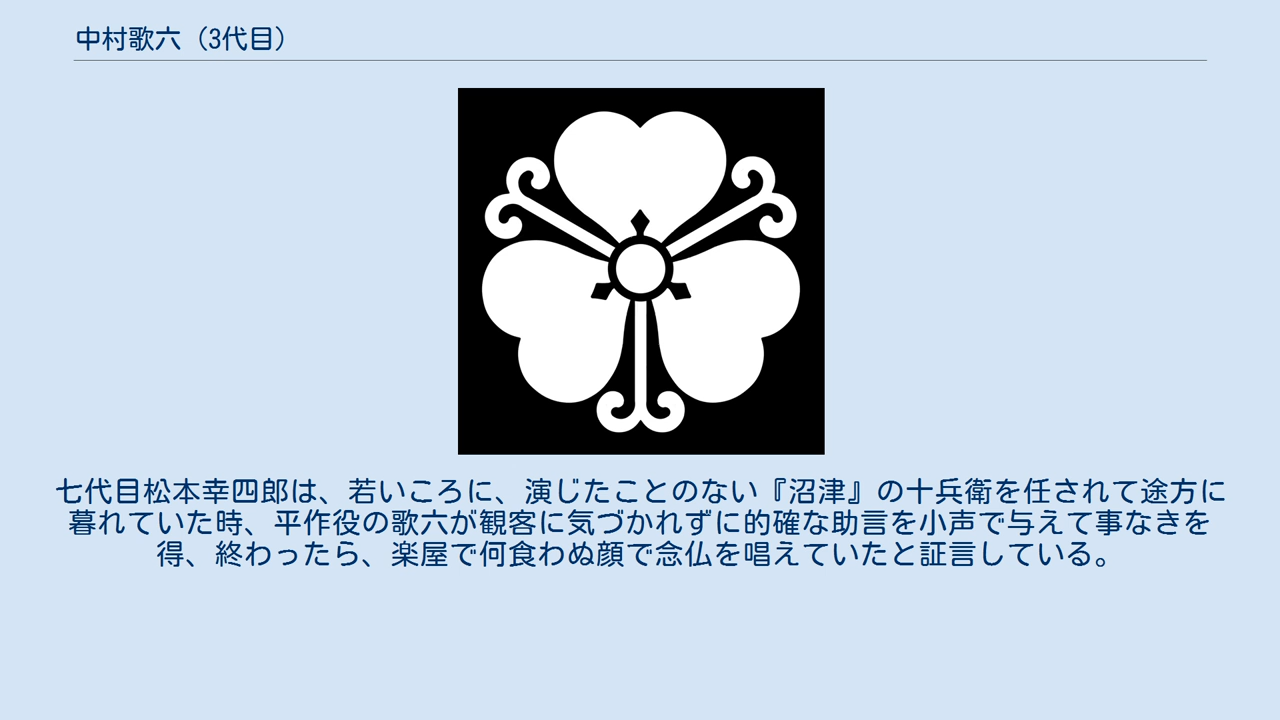 中村歌六（3代目）
七代目松本幸四郎は、若いころに、演じたことのない『沼津』の十兵衛を任されて途方に
暮れていた時、平作役の歌六が観客に気づかれずに的確な助言を小声で与えて事なきを
得、終わったら、楽屋で何食わぬ顔で念仏を唱えていたと証言している。